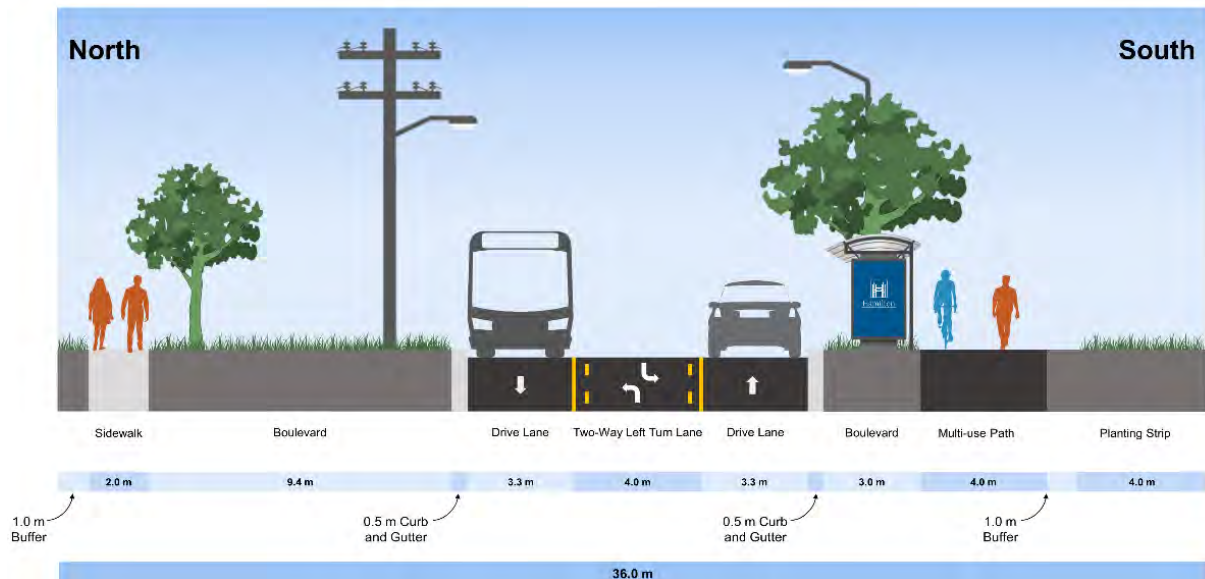 North
South
Hamilton
Sidewalk
Boulevard
Drive Lane
Two-Way Left Turn Lane
Drive Lane
Boulevard
Multi-use Path
Planting Strip
2.0 m
9.4 m
3.3 m
4.0 m
3.3 m
3.0 m
4.0 m
4.0 m
1.0 m
Buffer
0.5 m Curb
and Gutter
0.5 m Curb
and Gutter
1.0 m
Buffer
36.0 m